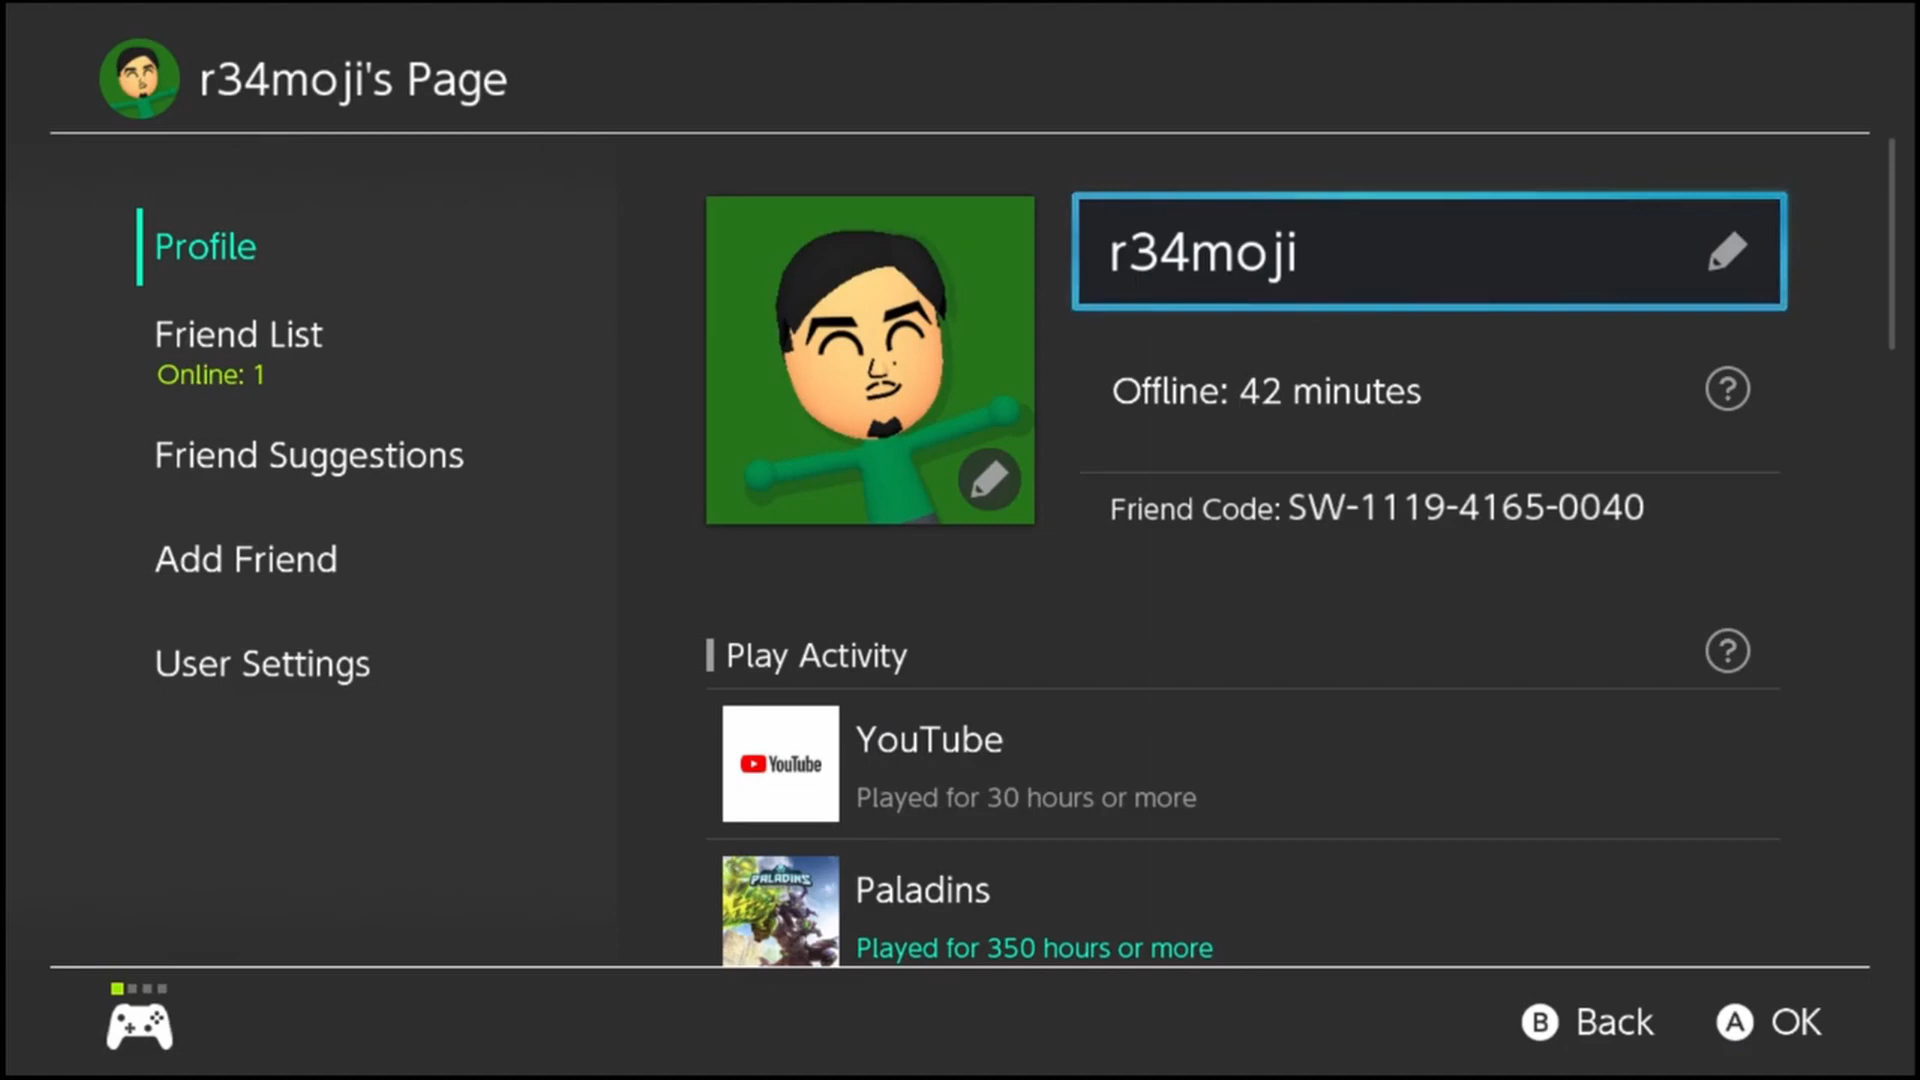 r34moji's Page
Profile
Friend List
Online: 1
Friend Suggestions
Add Friend
User Settings
r34moji
Offline: 42 minutes
?
Friend Code: SW-1119-4165-0040
Play Activity
?
YouTube
YouTube
Played for 30 hours or more
PALADINS
Paladins
Played for 350 hours or more
B Back
A OK